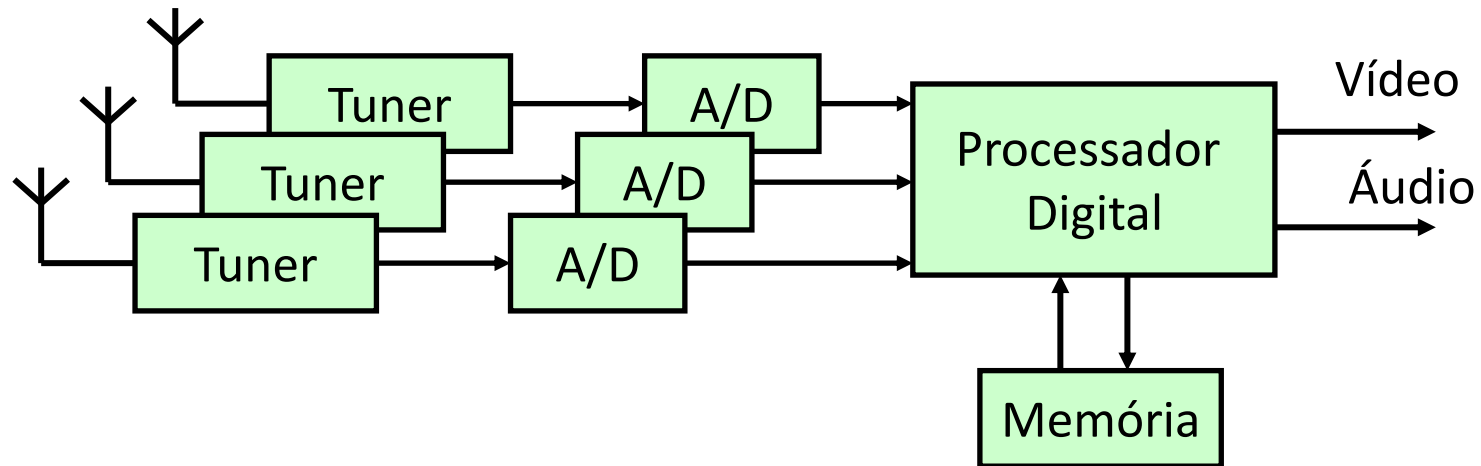 Tuner
A/D
Tuner
A/D
Tuner
A/D
Processador
Digital
Vídeo
Áudio
Memória